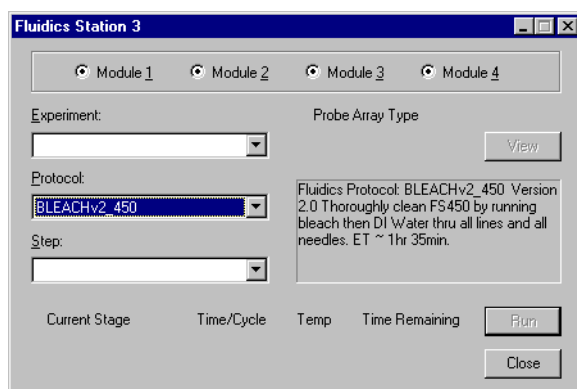 Fluidics Station 3
Module 1 Module 2 Module 3 Module 4
Experiment:
Probe Array Type
View
Protocol:
BLEACHv2_450
Fluidics Protocol: BLEACHv2_450 Version
2.0 Thoroughly clean FS450 by running
bleach then DI Water thru all lines and all
needles. ET ~ 1hr 35min.
Step:
Current Stage Time/Cycle Temp Time Remaining
Run
Close